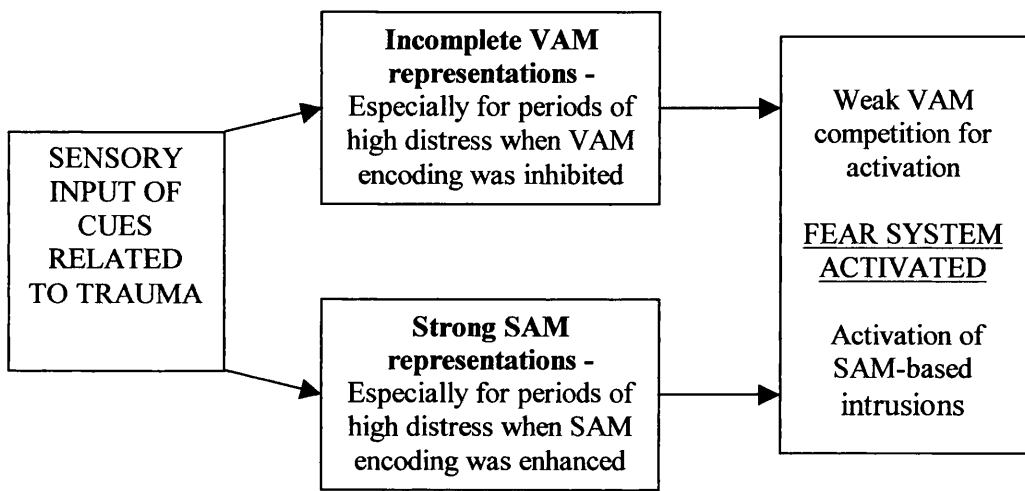 SENSORY
INPUT OF
CUES
RELATED
TO TRAUMA
Incomplete VAM
representations -
Especially for periods of
high distress when VAM
encoding was inhibited
Strong SAM
representations -
Especially for periods of
high distress when SAM
encoding was enhanced
Weak VAM
competition for
activation
FEAR SYSTEM
ACTIVATED
Activation of
SAM-based
intrusions